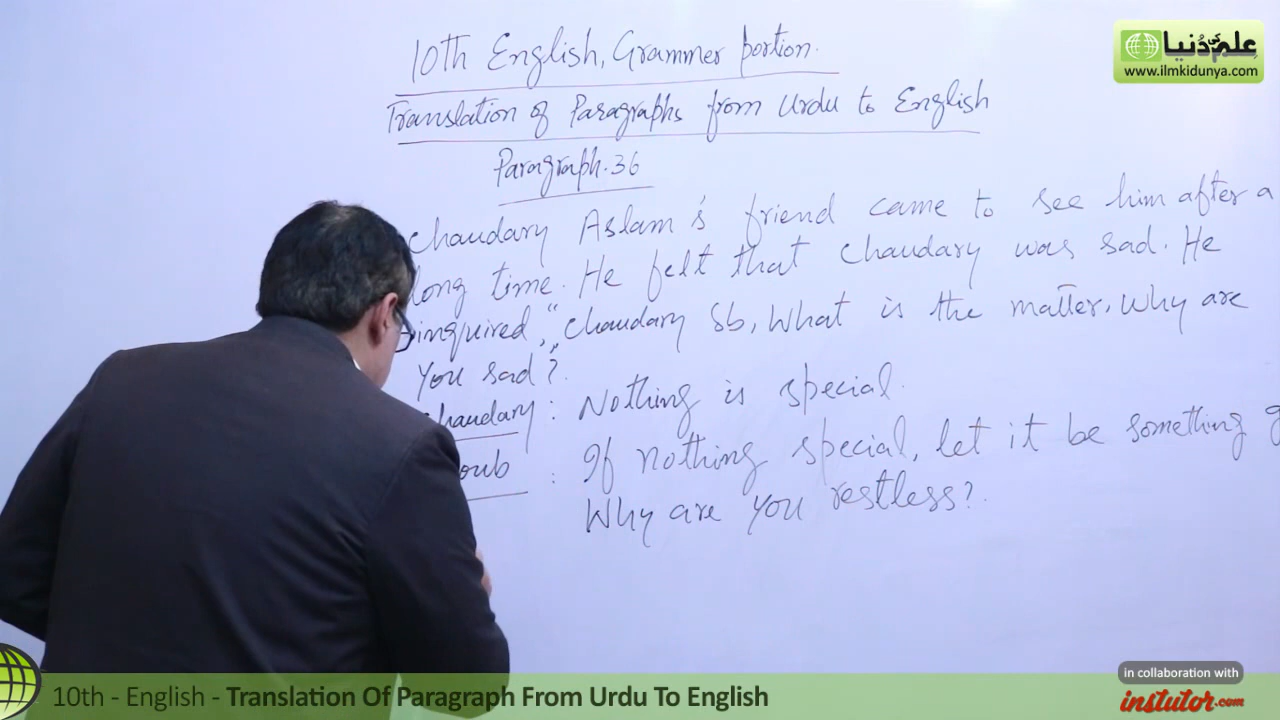 10th English, Grammer portion.
Translation of Paragraphs from Urdu to English
Paragraph.36
Chaudary Aslam's friend came to see him after a
long time. He felt that Chaudary was sad. He
inquired, "Chaudary Sb, What is the matter, Why are
You sad?
Chaudary: Nothing is special.
: If nothing special, let it be something
Why are you restless?
علم کی دُنیا
www.ilmkidunya.com
10th - English - Translation Of Paragraph From Urdu To English
in collaboration with
instutor.com